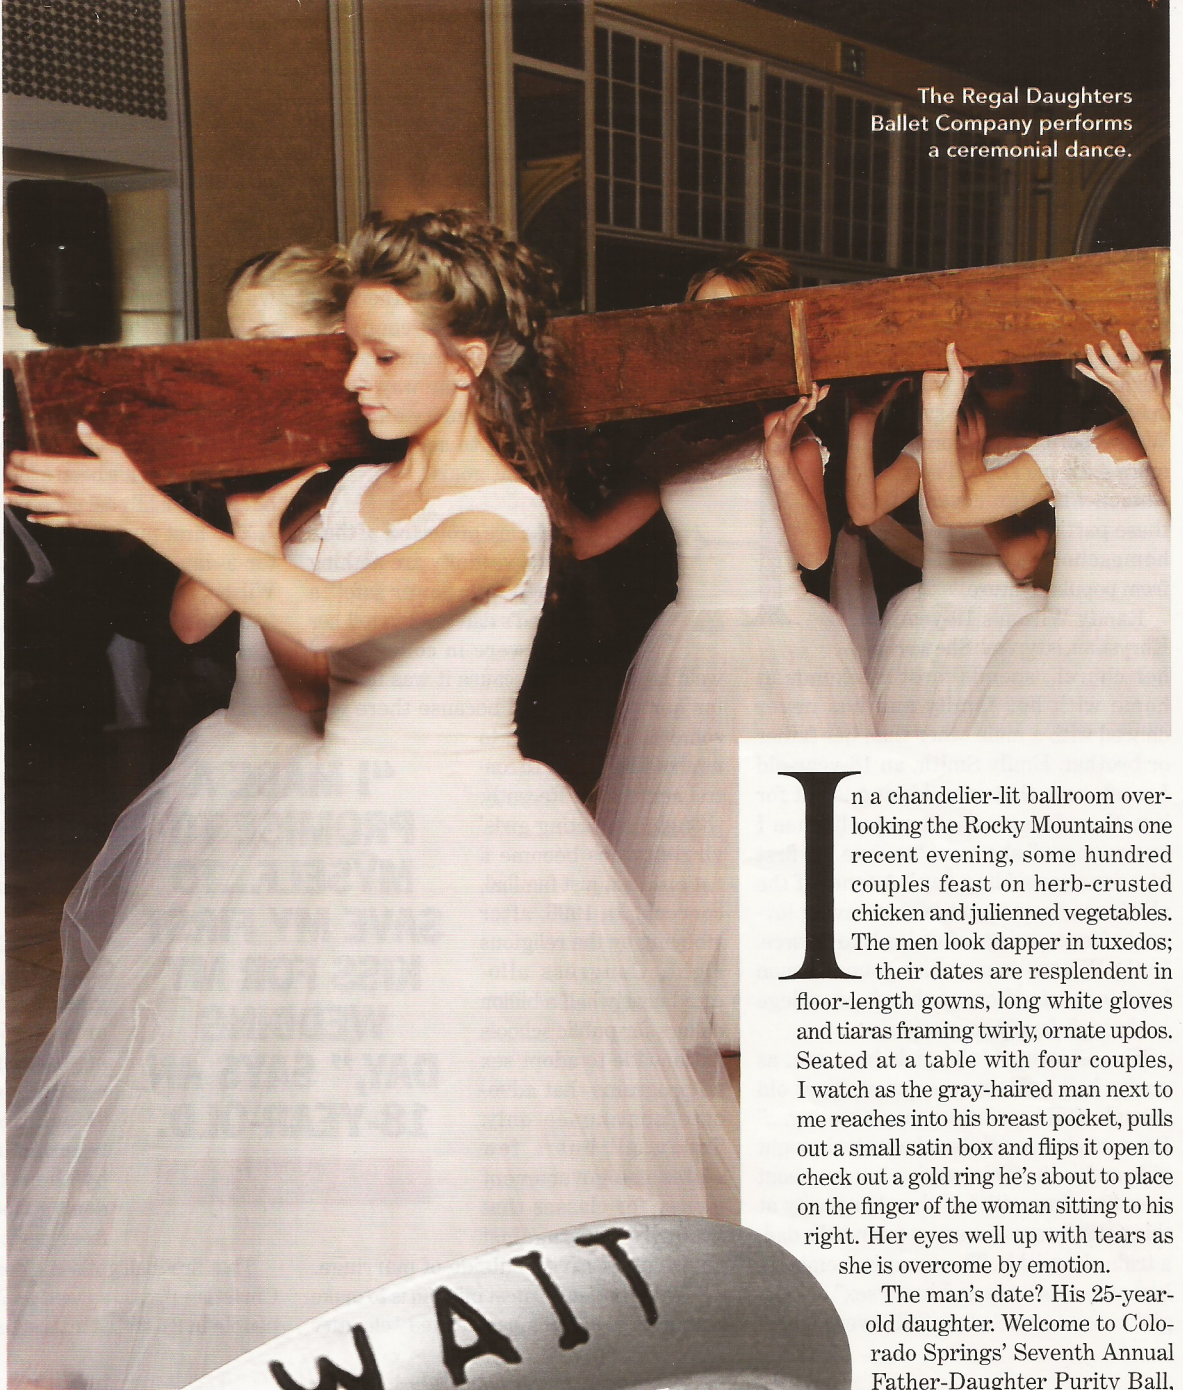 The Regal Daughters
Ballet Company performs
a ceremonial dance.
In a chandelier-lit ballroom over-
looking the Rocky Mountains one
recent evening, some hundred
couples feast on herb-crusted
chicken and julienned vegetables.
The men look dapper in tuxedos;
their dates are resplendent in
floor-length gowns, long white gloves
and tiaras framing twirly, ornate updos.
Seated at a table with four couples,
I watch as the gray-haired man next to
me reaches into his breast pocket, pulls
out a small satin box and flips it open to
check out a gold ring he's about to place
on the finger of the woman sitting to his
right. Her eyes well up with tears as
she is overcome by emotion.
The man's date? His 25-year-
old daughter. Welcome to Colo-
rado Springs' Seventh Annual
Father-Daughter Purity Ball,
WAIT